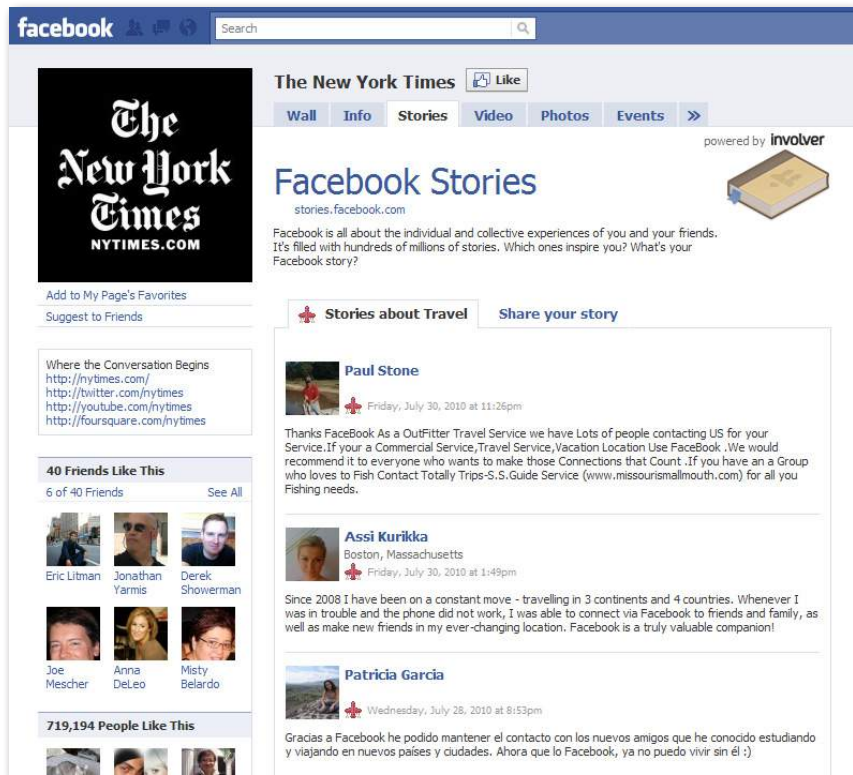 facebook
Search
The New York Times
NYTIMES.COM
Add to My Page's Favorites
Suggest to Friends
Where the Conversation Begins
http://nytimes.com/
http://twitter.com/nytimes
http://youtube.com/nytimes
http://foursquare.com/nytimes
40 Friends Like This
6 of 40 Friends See All
Eric Litman Jonathan Yarmis Derek Showerman
Joe Mescher Anna DeLeo Misty Belardo
719,194 People Like This
The New York Times Like
Wall Info Stories Video Photos Events »
powered by involver
Facebook Stories
stories.facebook.com
Facebook is all about the individual and collective experiences of you and your friends.
It's filled with hundreds of millions of stories. Which ones inspire you? What's your
Facebook story?
Stories about Travel Share your story
Paul Stone
Friday, July 30, 2010 at 11:26pm
Thanks FaceBook As a OutFitter Travel Service we have Lots of people contacting US for your
Service.If your a Commercial Service,Travel Service,Vacation Location Use FaceBook .We would
recommend it to everyone who wants to make those Connections that Count .If you have an a Group
who loves to Fish Contact Totally Trips-S.S.Guide Service (www.missourismallmouth.com) for all you
Fishing needs.
Assi Kurikka
Boston, Massachusetts
Friday, July 30, 2010 at 1:49pm
Since 2008 I have been on a constant move - travelling in 3 continents and 4 countries. Whenever I
was in trouble and the phone did not work, I was able to connect via Facebook to friends and family, as
well as make new friends in my ever-changing location. Facebook is a truly valuable companion!
Patricia Garcia
Wednesday, July 28, 2010 at 8:53pm
Gracias a Facebook he podido mantener el contacto con los nuevos amigos que he conocido estudiando
y viajando en nuevos países y ciudades. Ahora que lo Facebook, ya no puedo vivir sin él :)